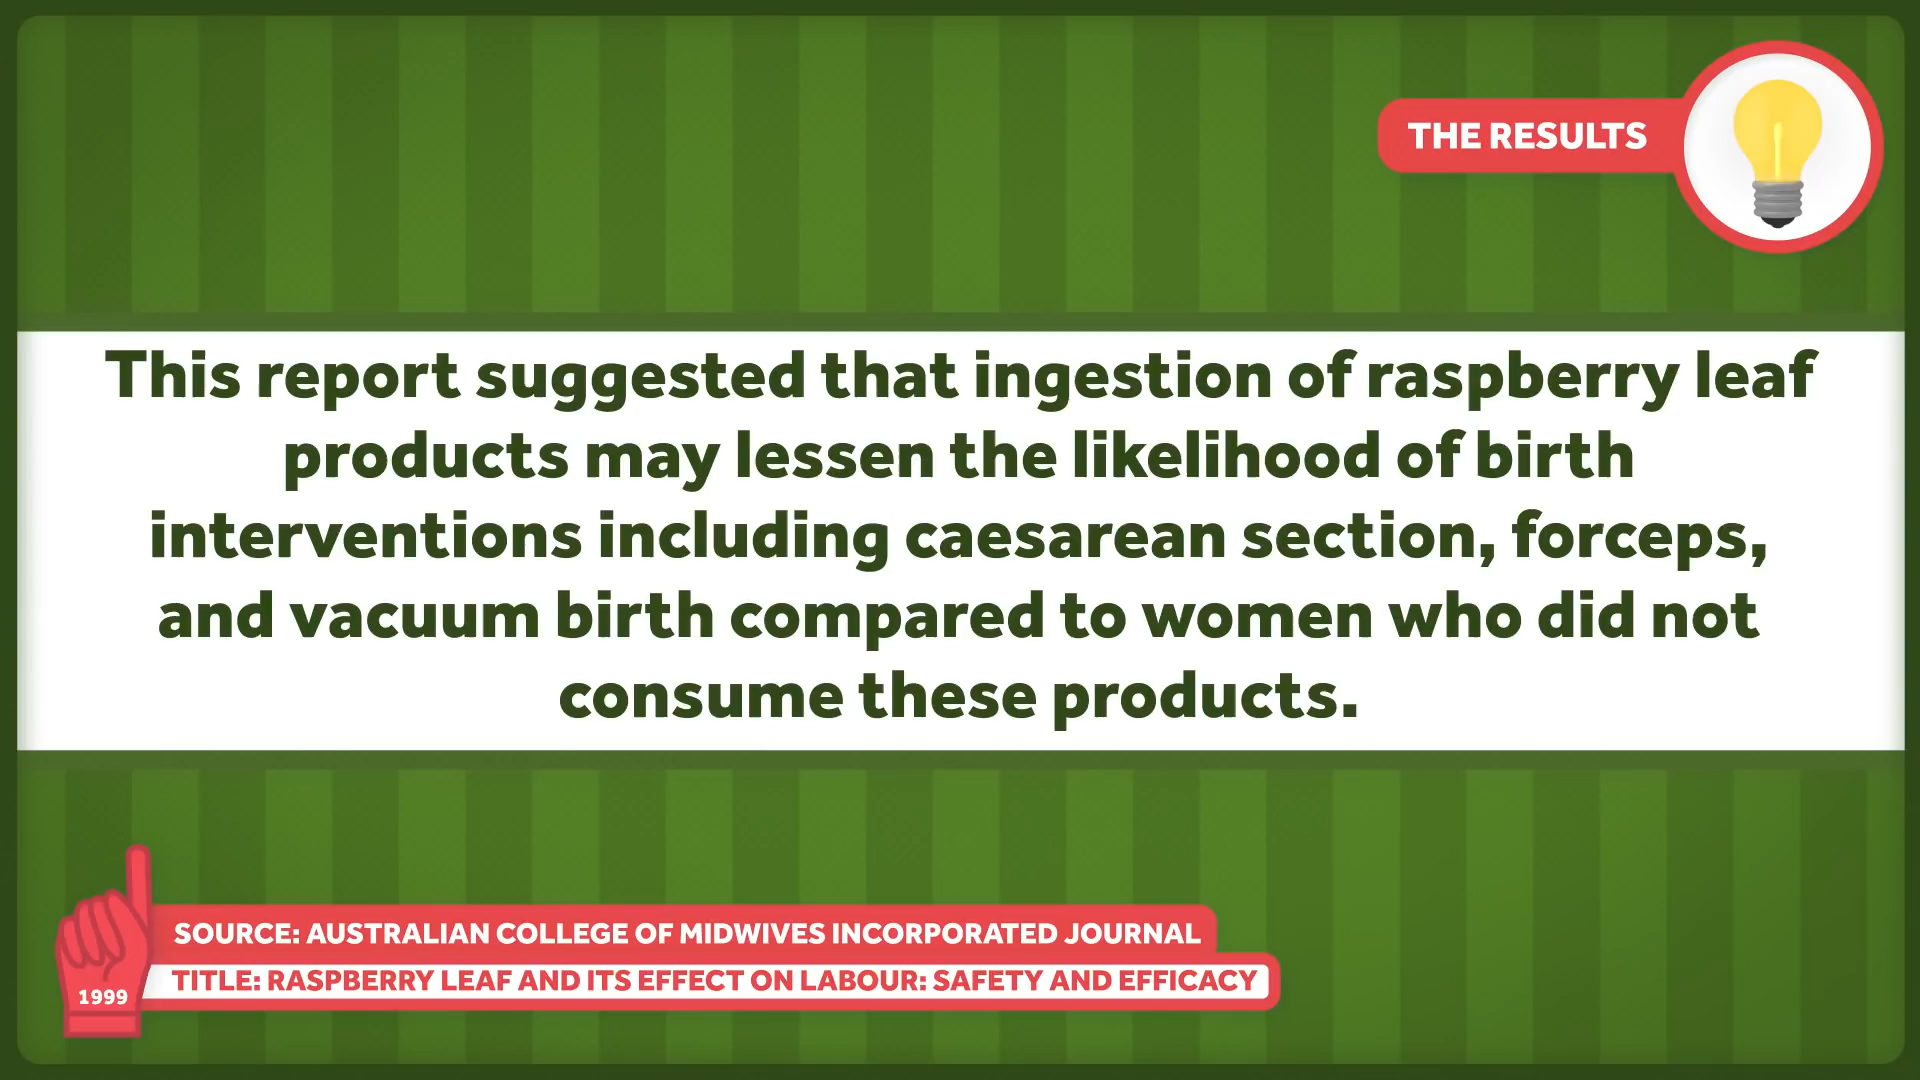 THE RESULTS
This report suggested that ingestion of raspberry leaf
products may lessen the likelihood of birth
interventions including caesarean section, forceps,
and vacuum birth compared to women who did not
consume these products.
SOURCE: AUSTRALIAN COLLEGE OF MIDWIVES INCORPORATED JOURNAL
TITLE: RASPBERRY LEAF AND ITS EFFECT ON LABOUR: SAFETY AND EFFICACY
1999